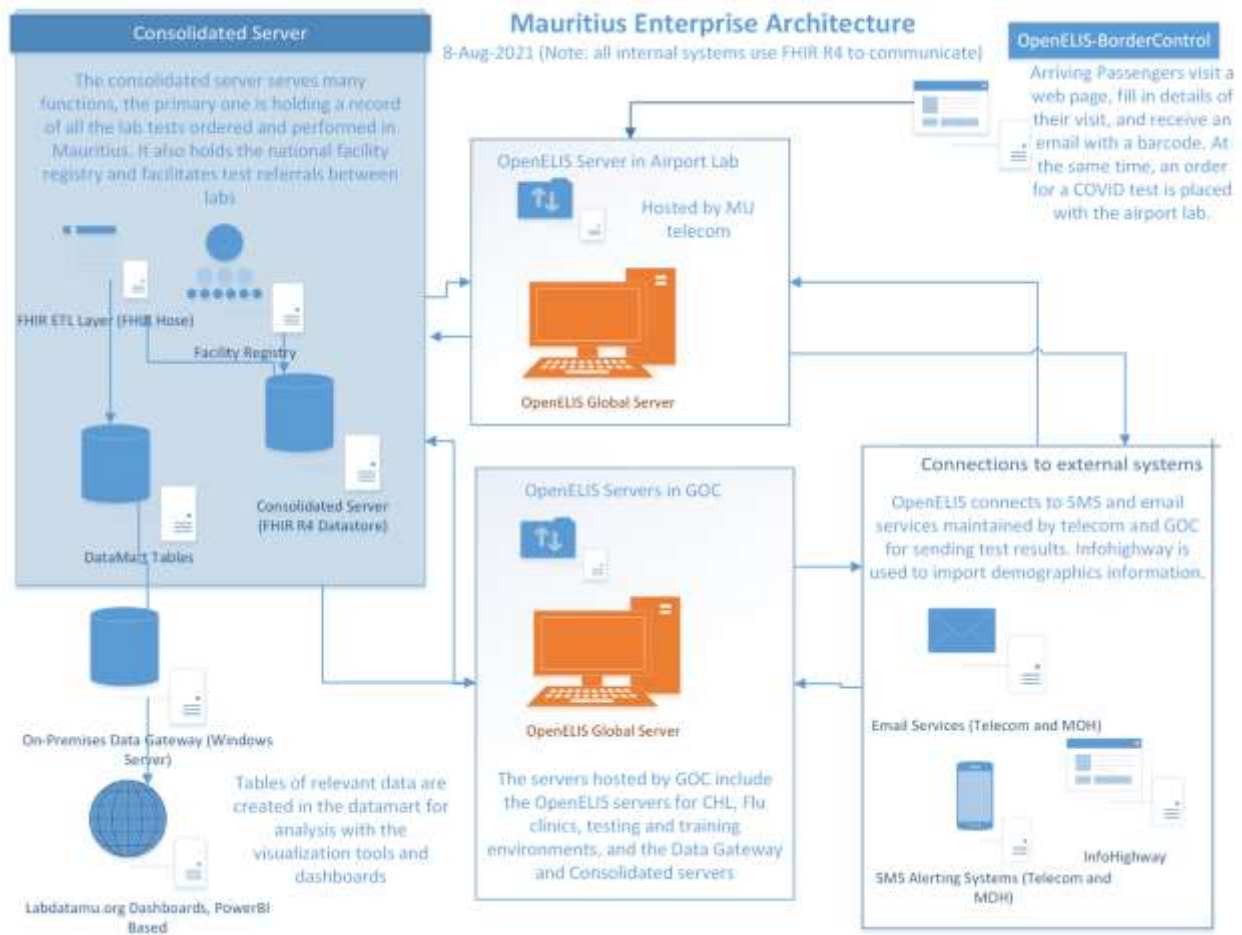 Mauritius Enterprise Architecture
8-Aug-2021 (Note: all internal systems use FHIR R4 to communicate)
Consolidated Server
The consolidated server serves many
functions, the primary one is holding a record
of all the lab tests ordered and performed in
Mauritius. It also holds the national facility
registry and facilitates test referrals between
labs
FHIR ETL Layer (FHIR Hose)
Facility Registry
Consolidated Server
(FHIR R4 Datastore)
DataMart Tables
On-Premises Data Gateway (Windows
Server)
Labdatamu.org Dashboards, PowerBI
Based
Tables of relevant data are
created in the datamart for
analysis with the
visualization tools and
dashboards
OpenELIS Server in Airport Lab
Hosted by MU
telecom
OpenELIS Global Server
OpenELIS Servers in GOC
OpenELIS Global Server
The servers hosted by GOC include
the OpenELIS servers for CHL, Flu
clinics, testing and training
environments, and the Data Gateway
and Consolidated servers
OpenELIS-BorderControl
Arriving Passengers visit a
web page, fill in details of
their visit, and receive an
email with a barcode. At
the same time, an order
for a COVID test is placed
with the airport lab.
Connections to external systems
OpenELIS connects to SMS and email
services maintained by telecom and GOC
for sending test results. Infohighway is
used to import demographics information.
Email Services (Telecom and MOH)
InfoHighway
SMS Alerting Systems (Telecom and
MOH)